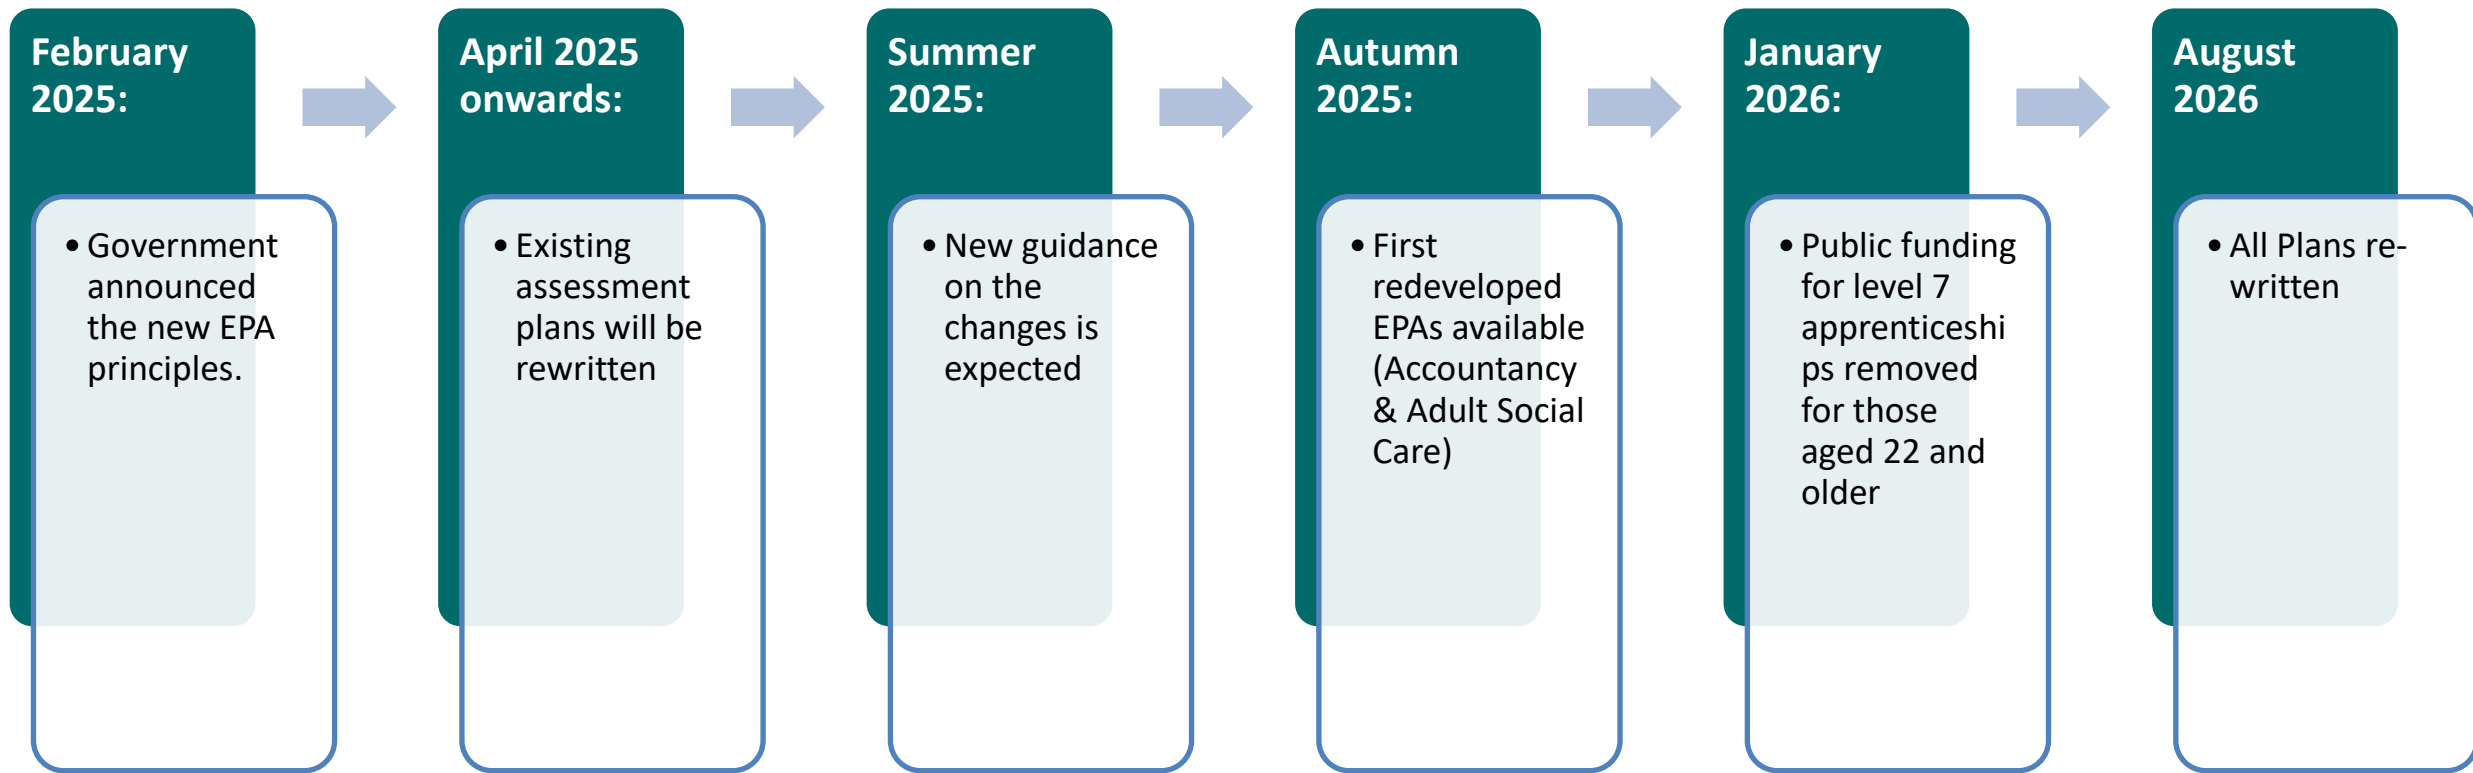 February
2025:
• Government
announced
the new EPA
principles.
April 2025
onwards:
• Existing
assessment
plans will be
rewritten
Summer
2025:
• New guidance
on the
changes is
expected
Autumn
2025:
• First
redeveloped
EPAs available
(Accountancy
& Adult Social
Care)
January
2026:
• Public funding
for level 7
apprenticeshi
ps removed
for those
aged 22 and
older
August
2026
• All Plans re-
written